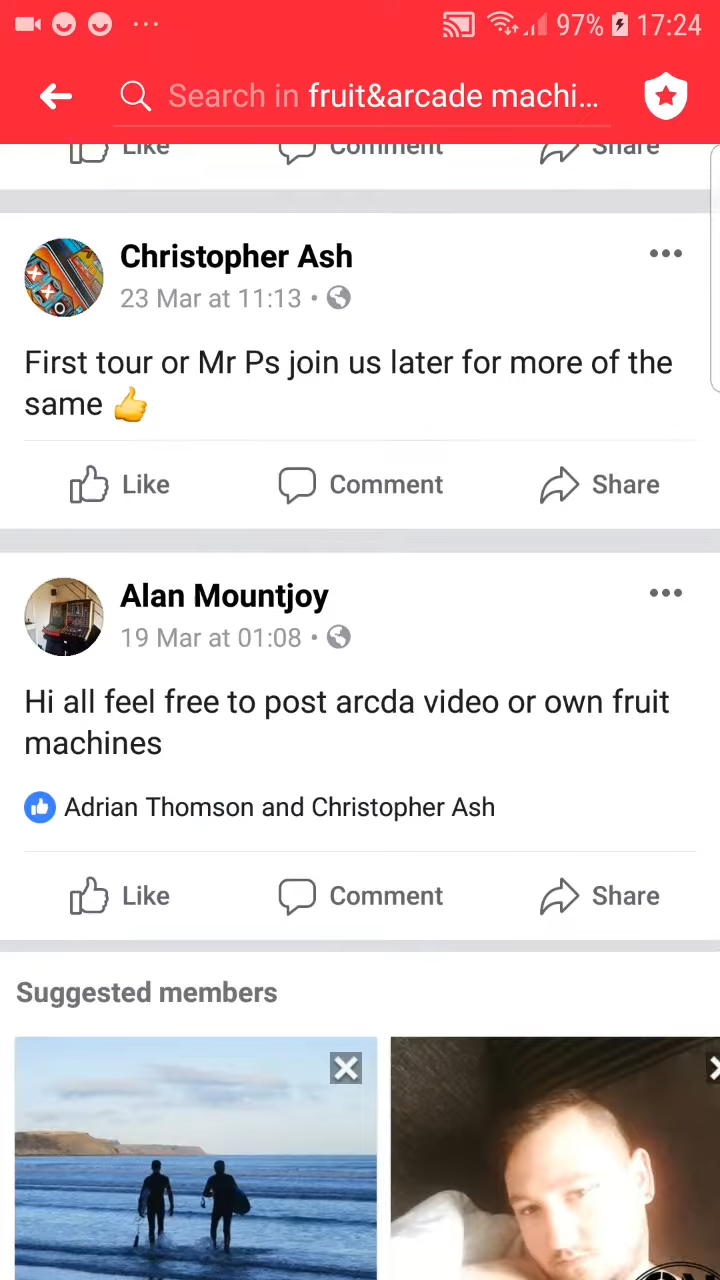 97% 17:24
Search in fruit&arcade machi...
Like Comment Share
Christopher Ash
23 Mar at 11:13 •
First tour or Mr Ps join us later for more of the
same 👍
Like Comment Share
Alan Mountjoy
19 Mar at 01:08 •
Hi all feel free to post arcda video or own fruit
machines
Adrian Thomson and Christopher Ash
Like Comment Share
Suggested members